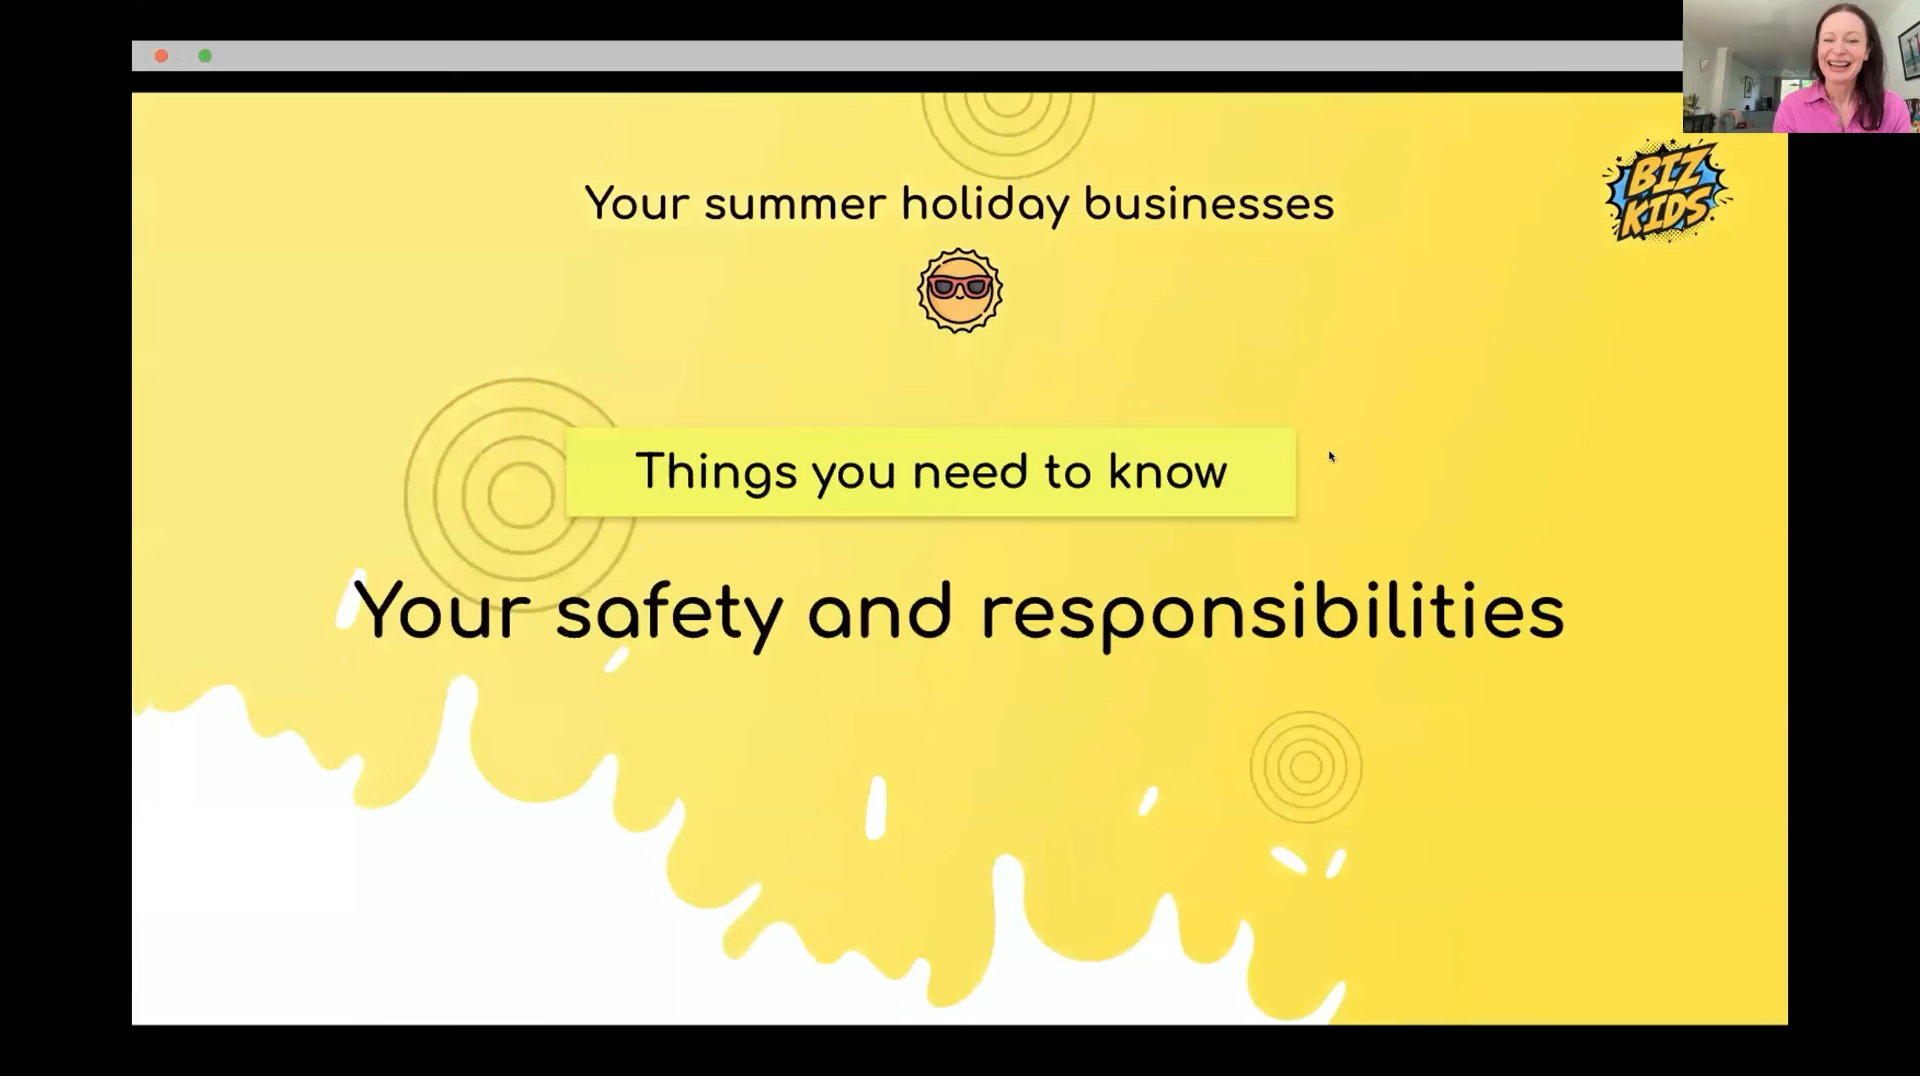 Your summer holiday businesses
BIZ
KIDS
Things you need to know
Your safety and responsibilities